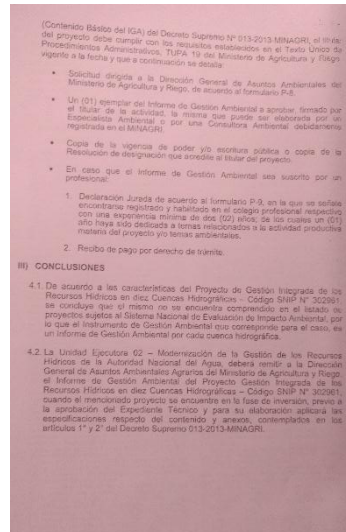 (Contenido Básico del IGA) del Decreto Supremo N° 013-2013-MINAGRI, el titular
del proyecto debe cumplir con los requisitos establecidos en el Texto Único de
Procedimientos Administrativos, TUPA 19 del Ministerio de Agricultura y Riego
vigente a la fecha y que a continuación se detalla:
• Solicitud dirigida a la Dirección General de Asuntos Ambientales del
Ministerio de Agricultura y Riego, de acuerdo al formulario P-8.
• Un (01) ejemplar del Informe de Gestión Ambiental a aprobar, firmado por
el titular de la actividad, la misma que puede ser elaborada por un
Especialista Ambiental o por una Consultora Ambiental debidamente
registrada en el MINAGRI.
• Copia de la vigencia de poder y/o escritura pública o copia de la
Resolución de designación que acredite al titular del proyecto.
• En caso que el Informe de Gestión Ambiental sea suscrito por un
profesional:
1. Declaración Jurada de acuerdo al formulario P-9, en la que se señale
encontrarse registrado y habilitado en el colegio profesional respectivo
con una experiencia mínima de dos (02) años; de los cuales un (01)
año haya sido dedicada a temas relacionados a la actividad productiva
materia del proyecto y/o temas ambientales.
2. Recibo de pago por derecho de trámite.
III) CONCLUSIONES
4.1. De acuerdo a las características del Proyecto de Gestión Integrada de los
Recursos Hídricos en diez Cuencas Hidrográficas – Código SNIP N° 302961,
se concluye que el mismo no se encuentra comprendido en el listado de
proyectos sujetos al Sistema Nacional de Evaluación de Impacto Ambiental, por
lo que el Instrumento de Gestión Ambiental que corresponde para el caso, es
un Informe de Gestión Ambiental por cada cuenca hidrográfica.
4.2. La Unidad Ejecutora 02 – Modernización de la Gestión de los Recursos
Hídricos de la Autoridad Nacional del Agua, deberá remitir a la Dirección
General de Asuntos Ambientales Agrarios del Ministerio de Agricultura y Riego,
el Informe de Gestión Ambiental del Proyecto Gestión Integrada de los
Recursos Hídricos en diez Cuencas Hidrográficas – Código SNIP N° 302961,
cuando el mencionado proyecto se encuentre en la fase de inversión, previo a
la aprobación del Expediente Técnico y para su elaboración aplicará las
especificaciones respecto del contenido y anexos, contemplados en los
artículos 1° y 2° del Decreto Supremo 013-2013-MINAGRI.